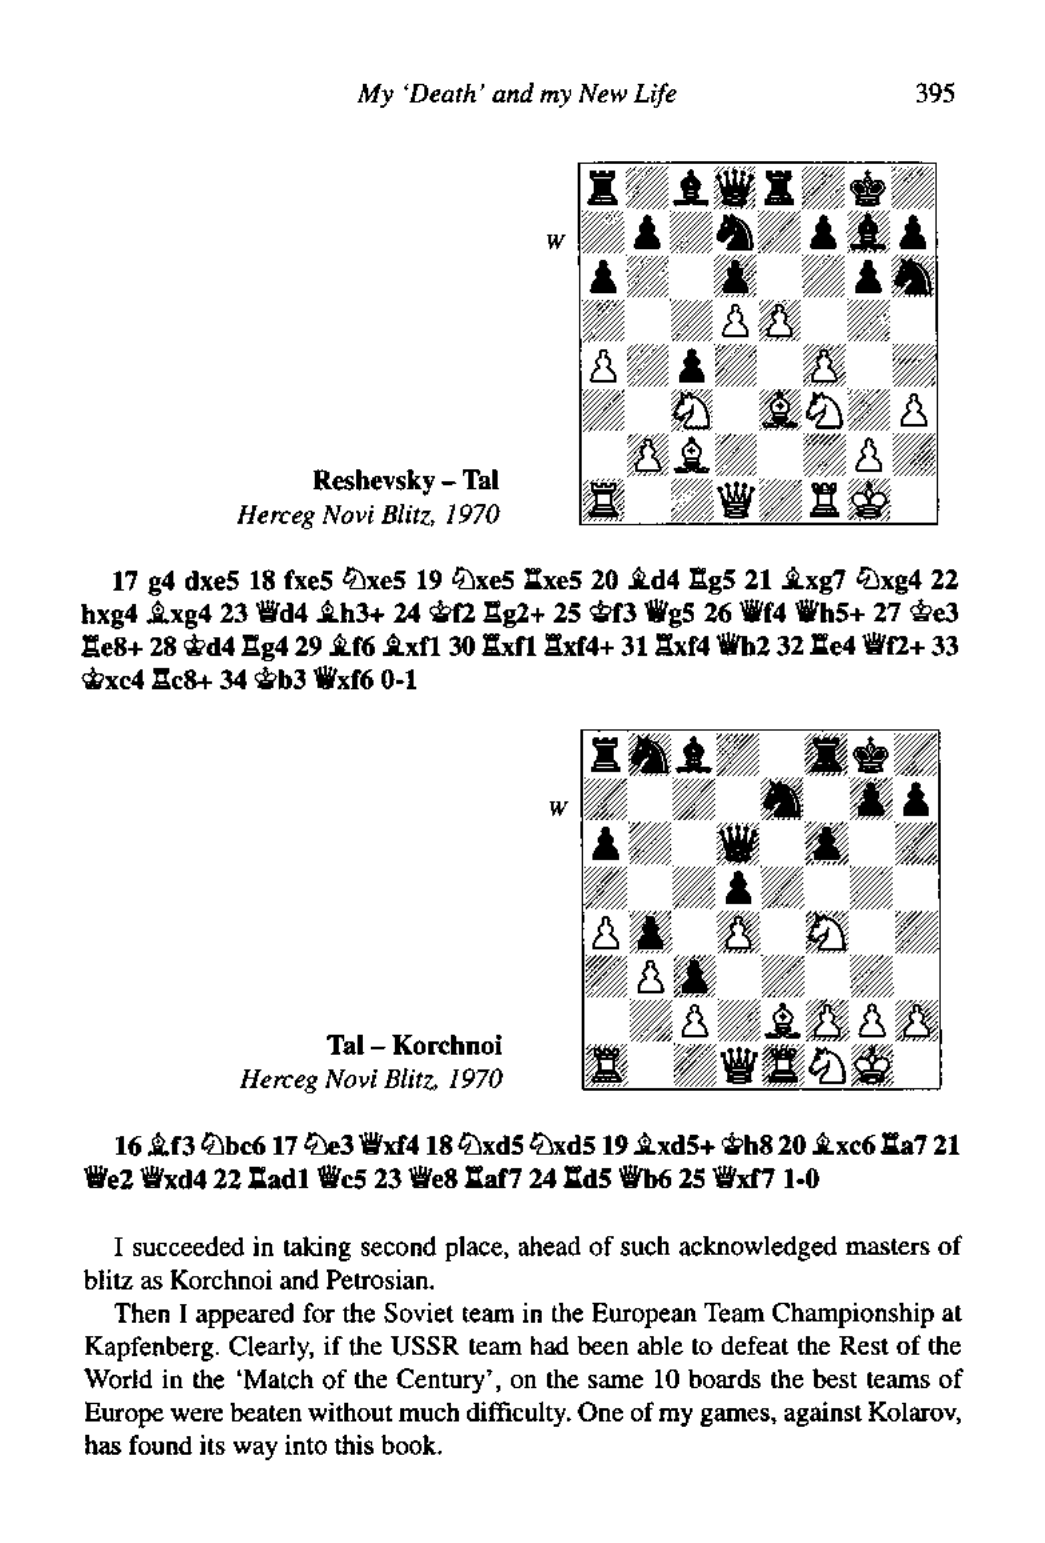 My 'Death' and my New Life 395
W
Reshevsky – Tal
Herceg Novi Blitz, 1970
17 g4 dxe5 18 fxe5 ♘xe5 19 ♘xe5 ♖xe5 20 ♗d4 ♖g5 21 ♗xg7 ♘xg4 22
hxg4 ♗xg4 23 ♕d4 ♗h3+ 24 ♔f2 ♖g2+ 25 ♔f3 ♕g5 26 ♕f4 ♕h5+ 27 ♔e3
♖e8+ 28 ♔d4 ♖g4 29 ♗f6 ♗xf1 30 ♖xf1 ♖xf4+ 31 ♖xf4 ♕h2 32 ♖e4 ♕f2+ 33
♔xc4 ♖c8+ 34 ♔b3 ♕xf6 0-1
W
Tal – Korchnoi
Herceg Novi Blitz, 1970
16 ♗f3 ♘bc6 17 ♘e3 ♕xf4 18 ♘xd5 ♘xd5 19 ♗xd5+ ♔h8 20 ♗xc6 ♖a7 21
♕e2 ♕xd4 22 ♖ad1 ♕c5 23 ♕e8 ♖af7 24 ♖d5 ♕b6 25 ♕xf7 1-0
I succeeded in taking second place, ahead of such acknowledged masters of
blitz as Korchnoi and Petrosian.
Then I appeared for the Soviet team in the European Team Championship at
Kapfenberg. Clearly, if the USSR team had been able to defeat the Rest of the
World in the 'Match of the Century', on the same 10 boards the best teams of
Europe were beaten without much difficulty. One of my games, against Kolarov,
has found its way into this book.